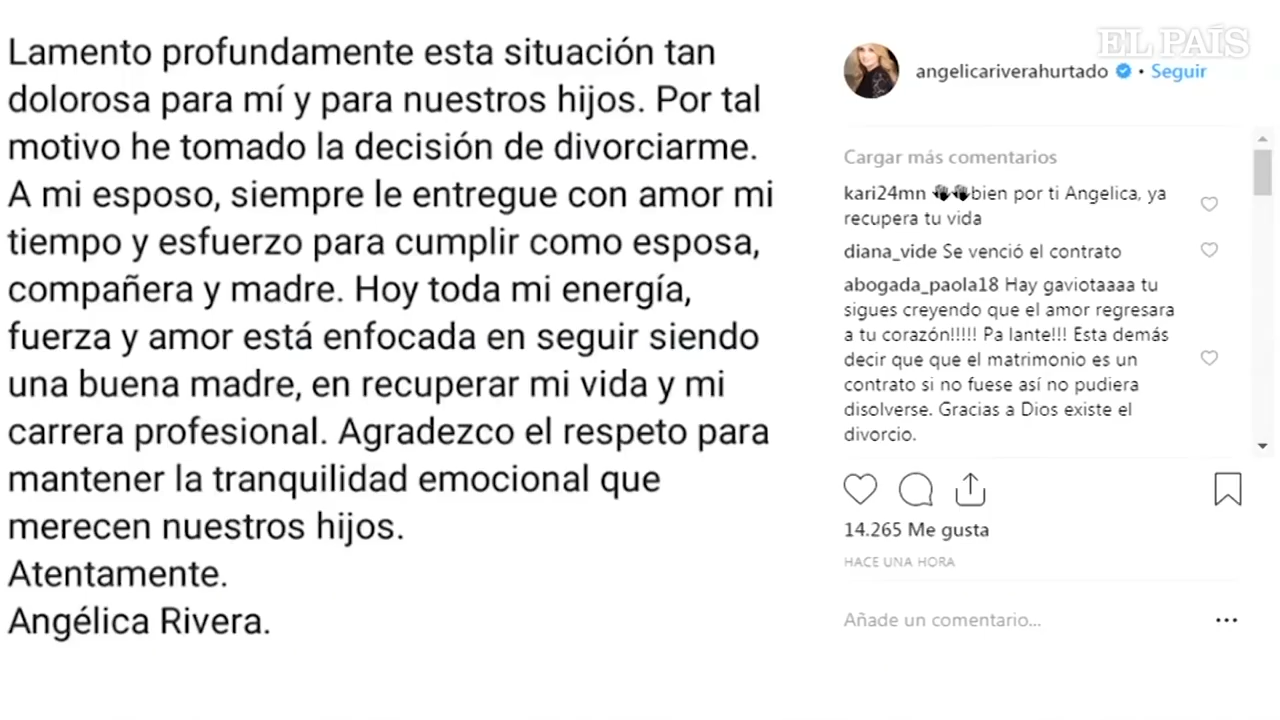 Lamento profundamente esta situación tan
dolorosa para mí y para nuestros hijos. Por tal
motivo he tomado la decisión de divorciarme.
A mi esposo, siempre le entregue con amor mi
tiempo y esfuerzo para cumplir como esposa,
compañera y madre. Hoy toda mi energía,
fuerza y amor está enfocada en seguir siendo
una buena madre, en recuperar mi vida y mi
carrera profesional. Agradezco el respeto para
mantener la tranquilidad emocional que
merecen nuestros hijos.
Atentamente.
Angélica Rivera.
EL PAÍS
angelicariverahurtado • Seguir
Cargar más comentarios
kari24mn bien por ti Angelica, ya
recupera tu vida
diana_vide Se venció el contrato
abogada_paola18 Hay gaviotaaaa tu
sigues creyendo que el amor regresara
a tu corazón!!!!! Pa lante!!! Esta demás
decir que que el matrimonio es un
contrato si no fuese así no pudiera
disolverse. Gracias a Dios existe el
divorcio.
14.265 Me gusta
HACE UNA HORA
Añade un comentario...